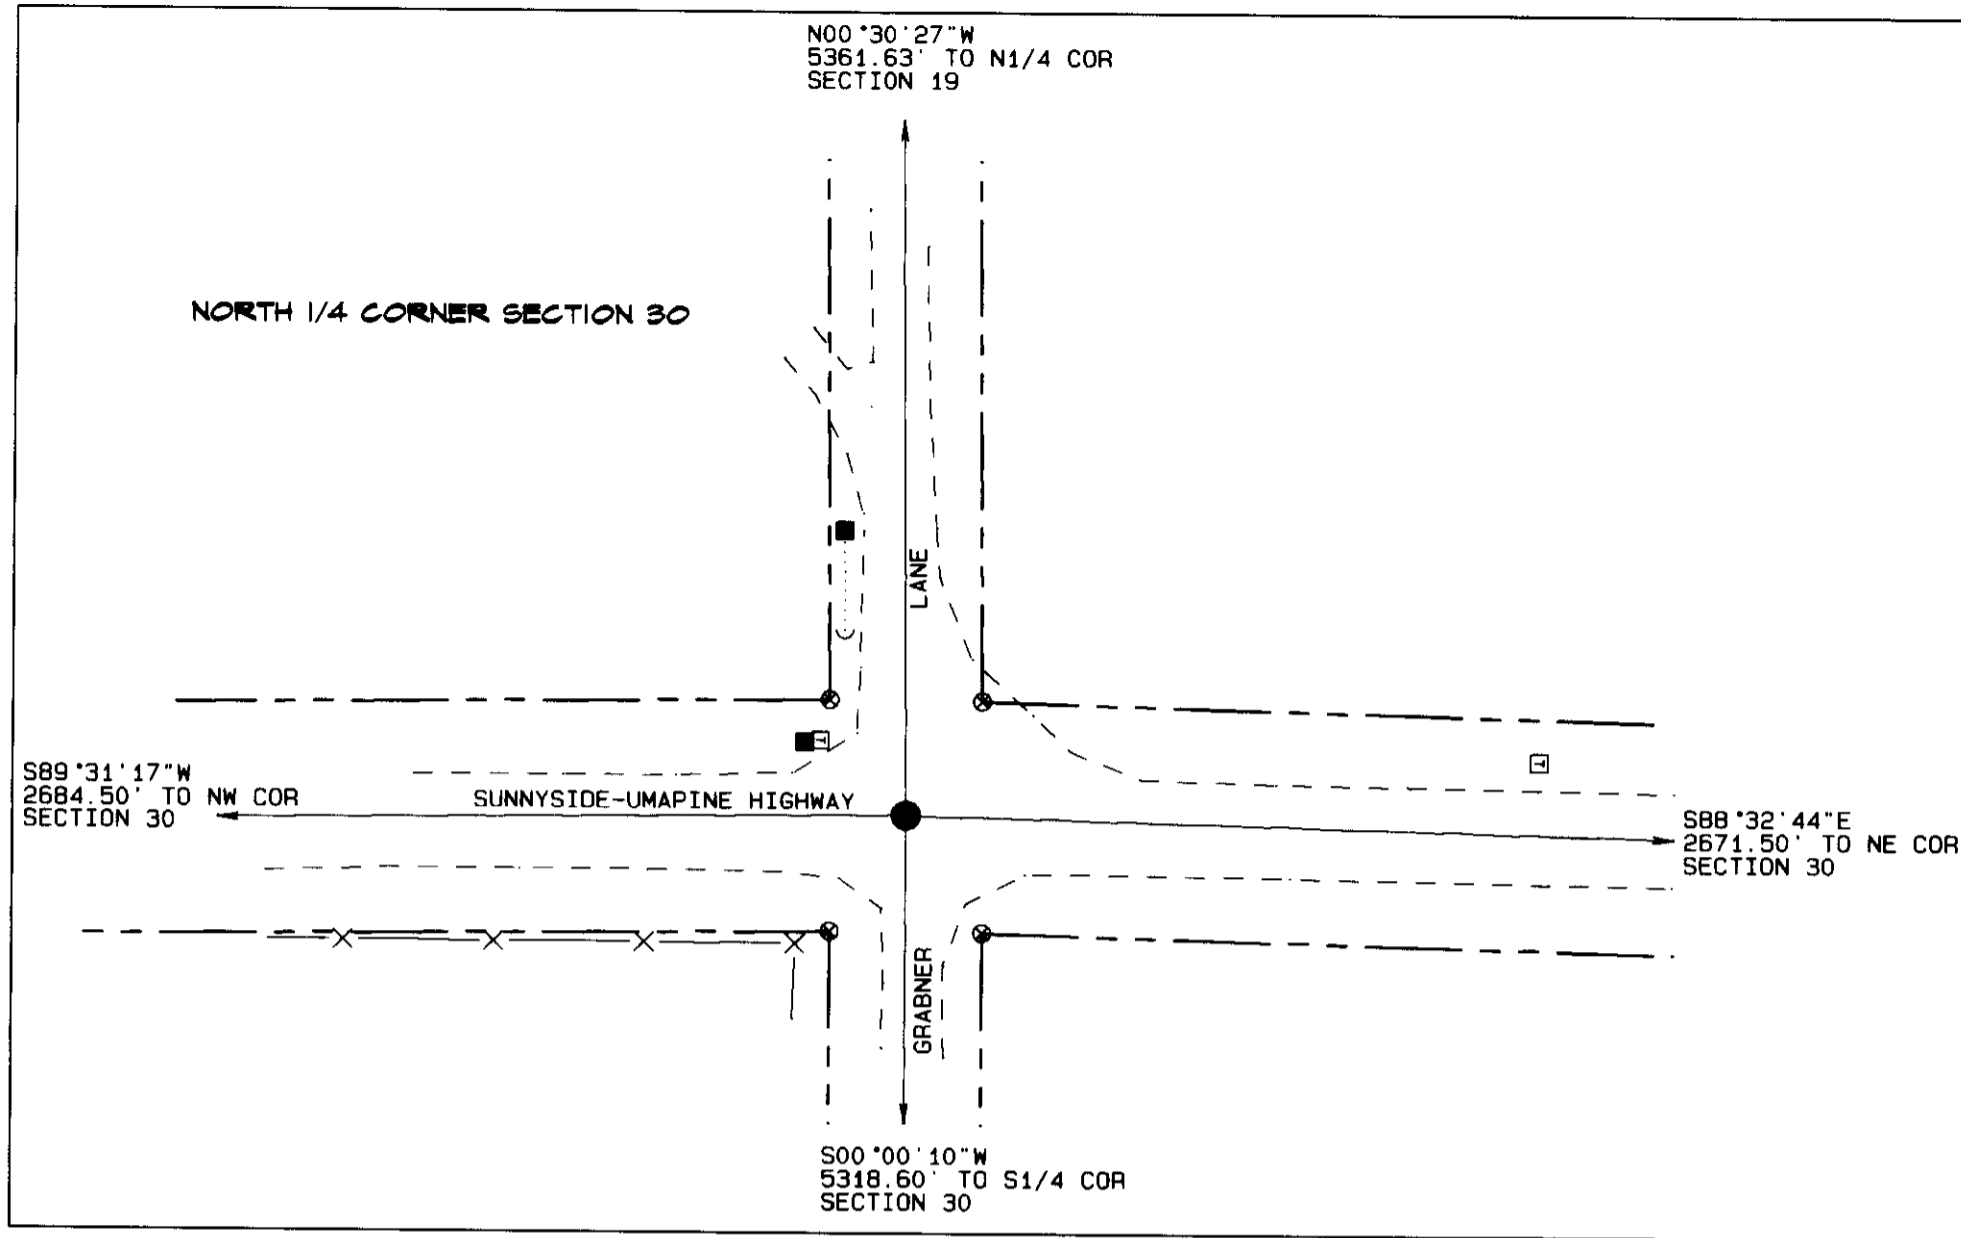 N00°30'27"W
5361.63' TO N1/4 COR
SECTION 19
NORTH 1/4 CORNER SECTION 30
LANE
T
T
S89°31'17"W
2684.50' TO NW COR
SECTION 30
SUNNYSIDE-UMAPINE HIGHWAY
S88°32'44"E
2671.50' TO NE COR
SECTION 30
GRABNER
S00°00'10"W
5318.60' TO S1/4 COR
SECTION 30